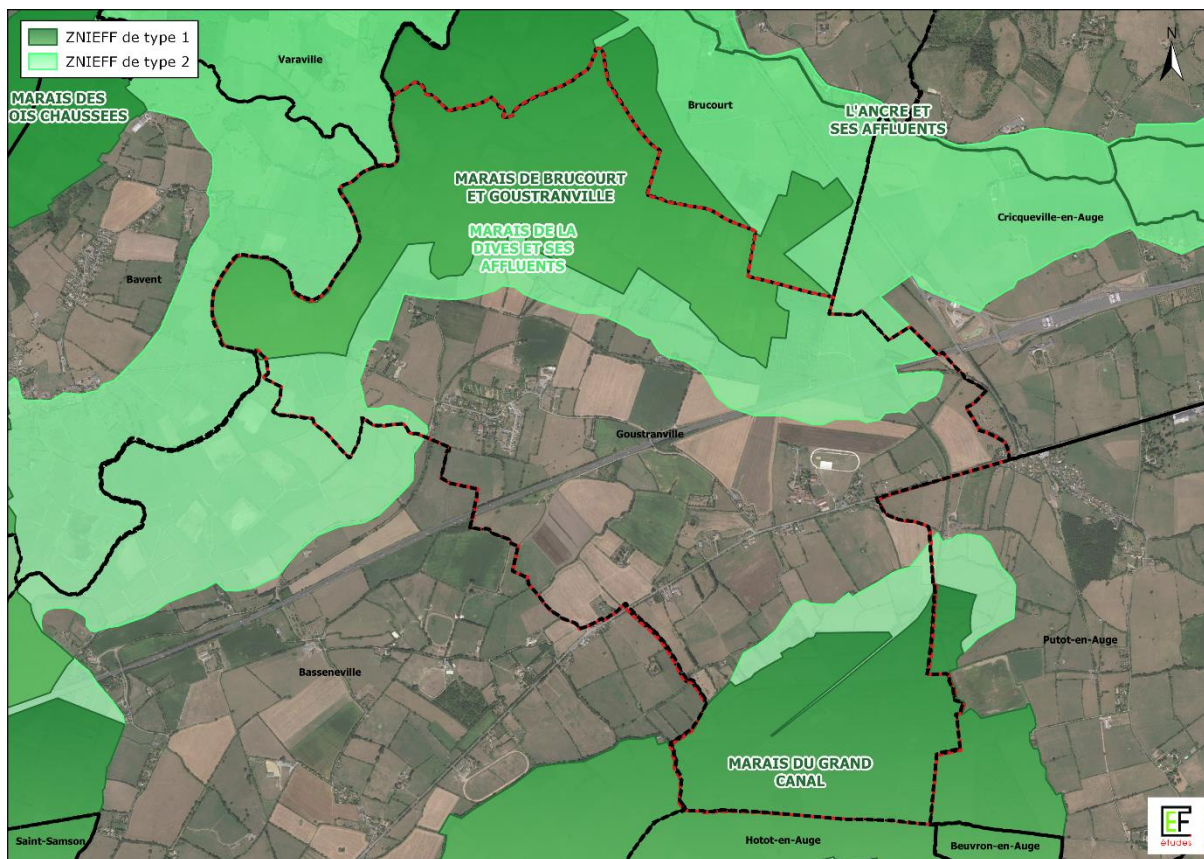 ZNIEFF de type 1
ZNIEFF de type 2
Varaville
N
MARAIS DES
OIS CHAUSSEES
Brucourt
L'ANCRE ET
SES AFFLUENTS
MARAIS DE BRUCOURT
ET GOUSTRANVILLE
Cricqueville-en-Auge
MARAIS DE LA
DIVES ET SES
AFFLUENTS
Bavent
Goustranville
Basseneville
Putot-en-Auge
MARAIS DU GRAND
CANAL
Saint-Samson
Hotot-en-Auge
Beuvron-en-Auge
EF
études